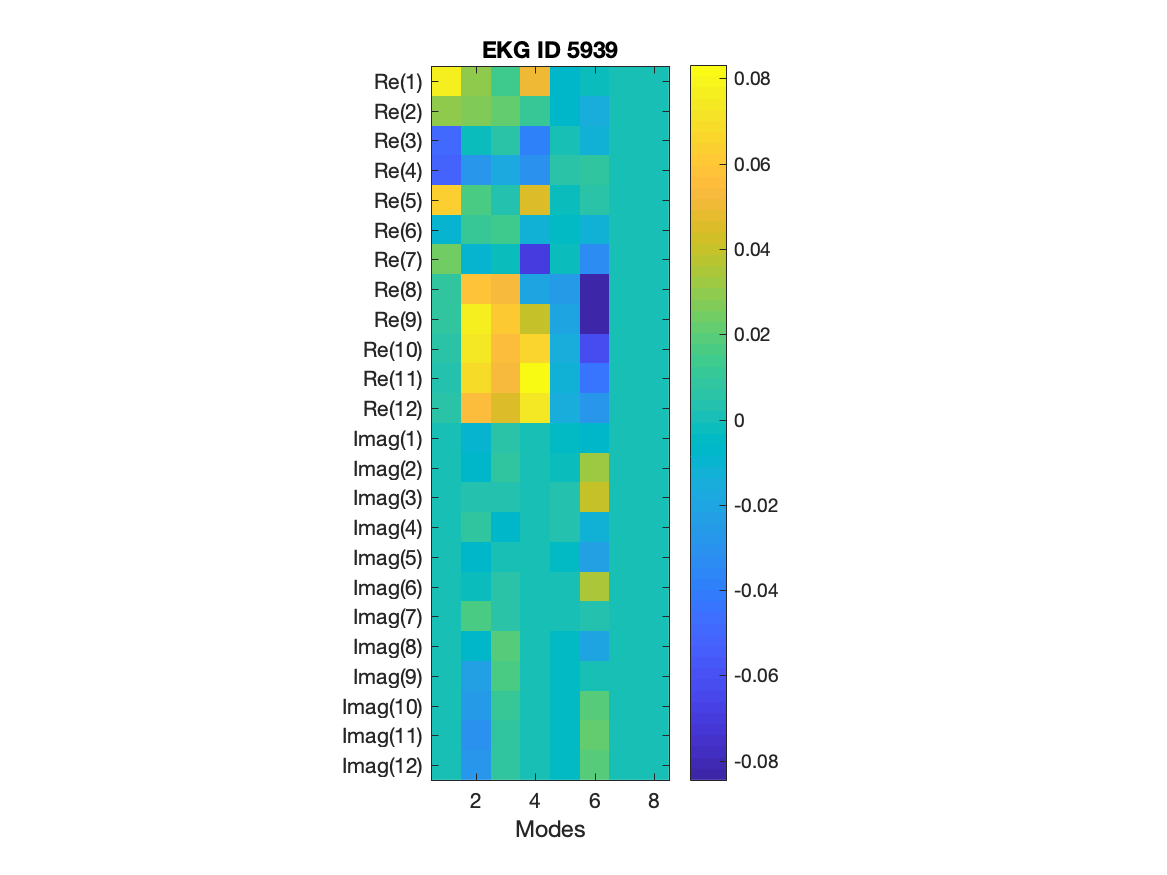 EKG ID 5939
Re(1)
Re(2)
Re(3)
Re(4)
Re(5)
Re(6)
Re(7)
Re(8)
Re(9)
Re(10)
Re(11)
Re(12)
Imag(1)
Imag(2)
Imag(3)
Imag(4)
Imag(5)
Imag(6)
Imag(7)
Imag(8)
Imag(9)
Imag(10)
Imag(11)
Imag(12)
2 4 6 8
Modes
0.08
0.06
0.04
0.02
0
-0.02
-0.04
-0.06
-0.08